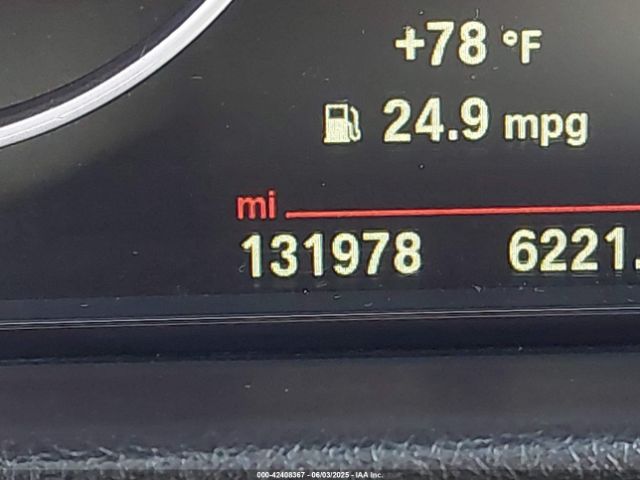 +78 °F
24.9 mpg
mi
131978 6221.
000-42408367 - 06/03/2025 - IAA Inc.